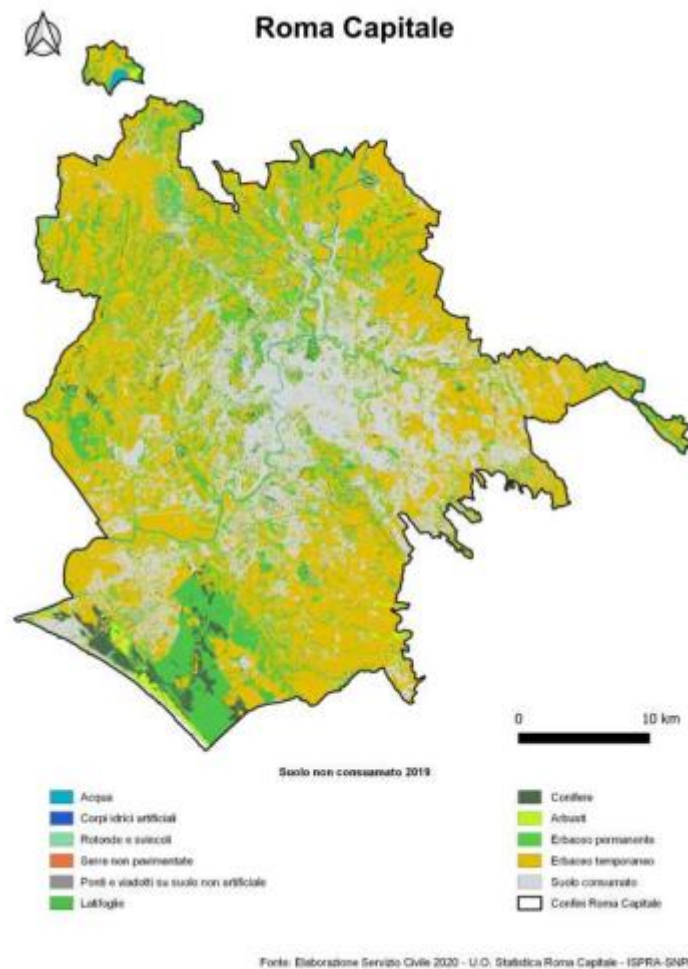 Roma Capitale
0 10 km
Suolo non consuamato 2019
Acqua
Corpi idrici artificiali
Rotonde e svincoli
Serre non pavimentate
Ponti e viadotti su suolo non artificiale
Latifoglie
Conifere
Arbusti
Erbaceo permanente
Erbaceo temporaneo
Suolo consumato
Confini Roma Capitale
Fonte: Elaborazione Servizio Civile 2020 - U.O. Statistica Roma Capitale - ISPRA-SNP